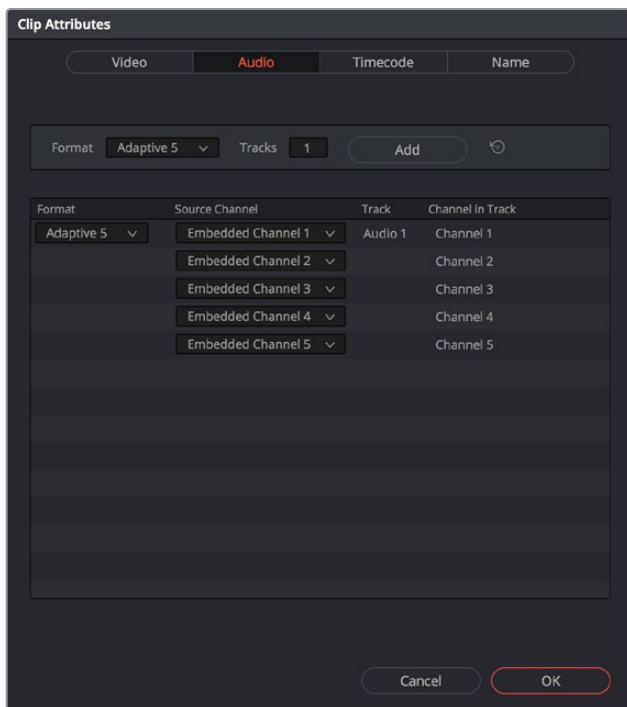 Clip Attributes
Video Audio Timecode Name
Format Adaptive 5 Tracks 1 Add
Format Source Channel Track Channel in Track
Adaptive 5 Embedded Channel 1 Audio 1 Channel 1
Embedded Channel 2 Channel 2
Embedded Channel 3 Channel 3
Embedded Channel 4 Channel 4
Embedded Channel 5 Channel 5
Cancel OK